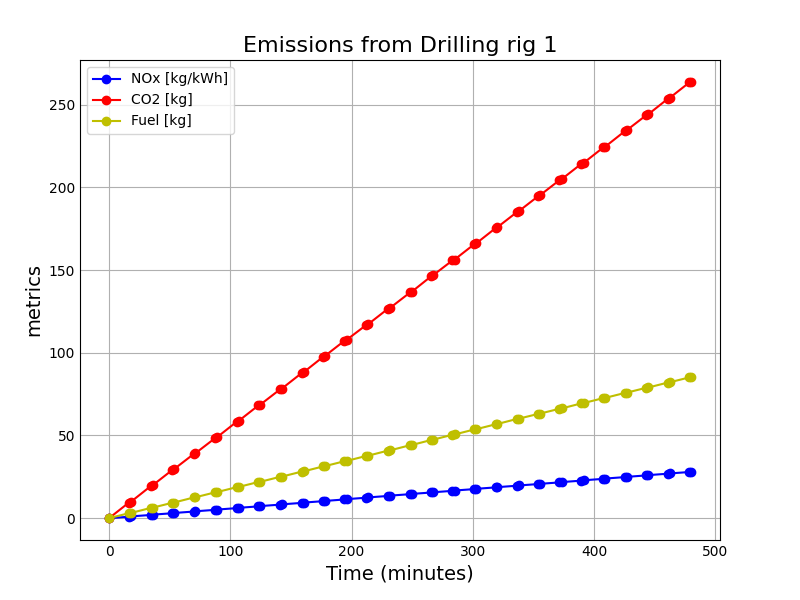 Emissions from Drilling rig 1
NOx [kg/kWh]
CO2 [kg]
Fuel [kg]
metrics
250
200
150
100
50
0
0 100 200 300 400 500
Time (minutes)